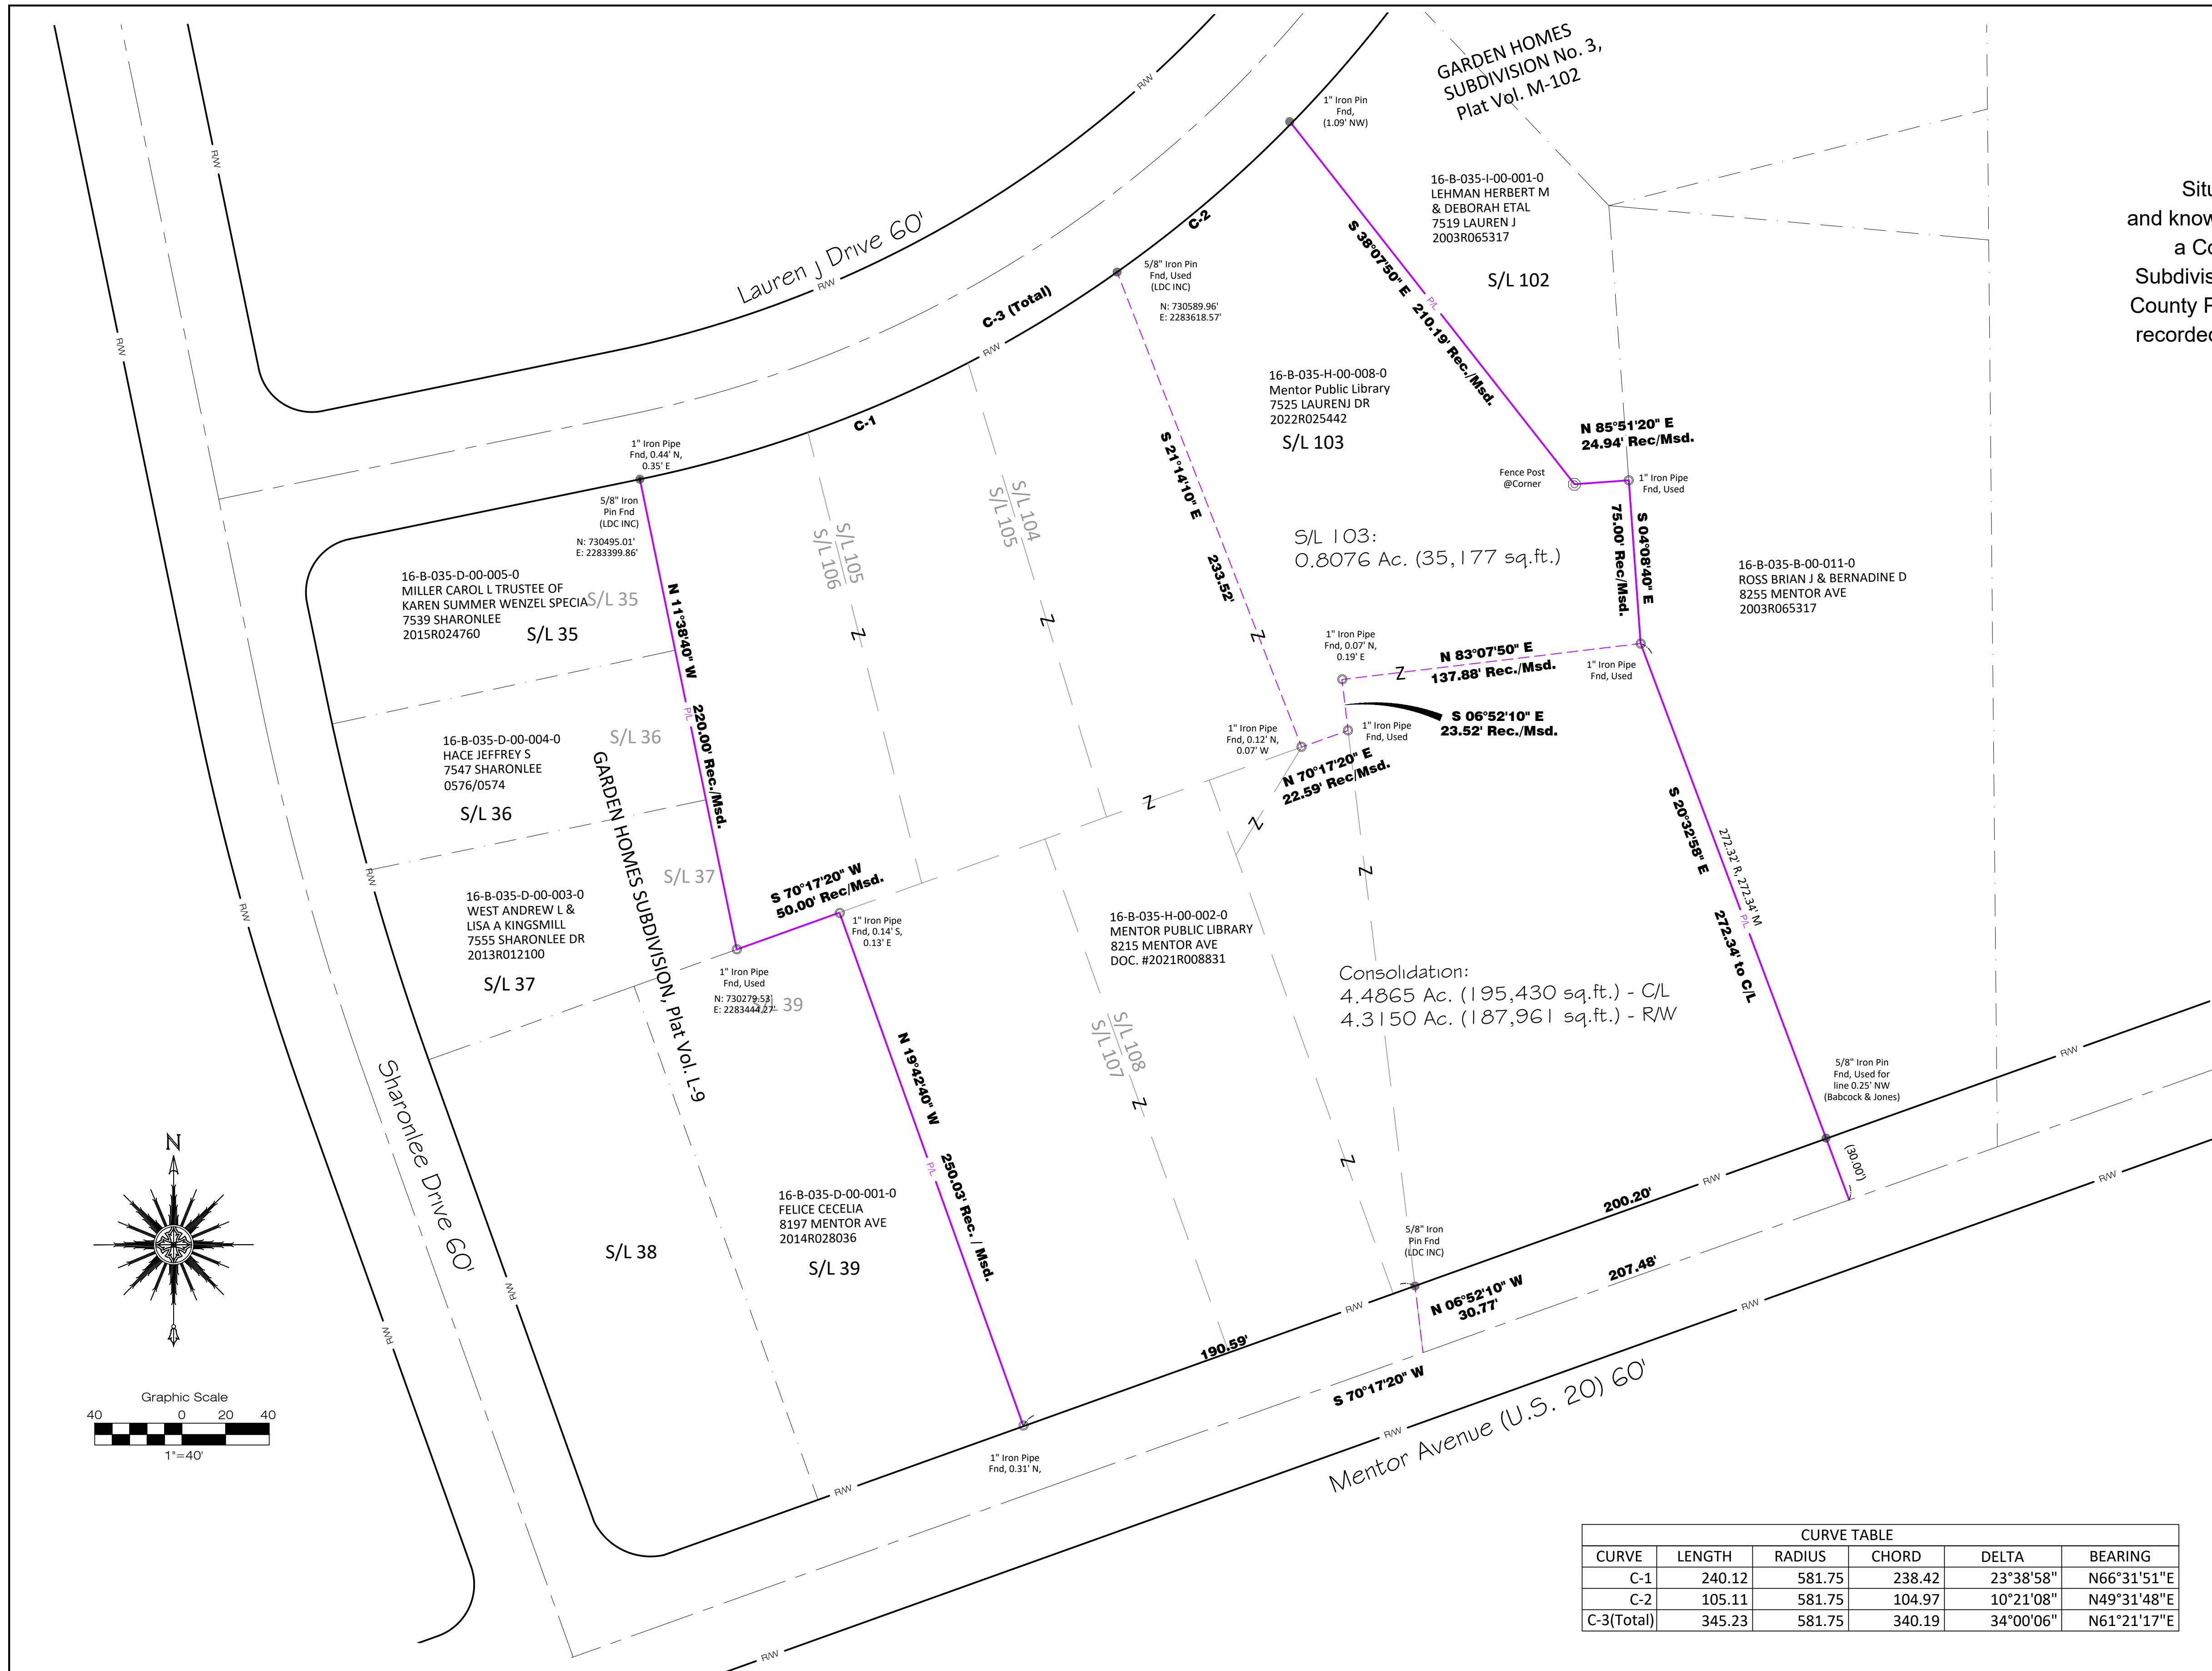 GARDEN HOMES
SUBDIVISION No. 3,
Plat Vol. M-102
R/W
R/W
R/W
R/W
Lauren J Drive 60'
R/W
R/W
C-1
C-2
C-3 (Total)
1" Iron Pin
Fnd,
(1.09' NW)
16-B-035-I-00-001-0
LEHMAN HERBERT M
& DEBORAH ETAL
7519 LAUREN J
2003R065317
S/L 102
Situ
and know
a Co
Subdivis
County P
recorded
5/8" Iron Pin
Fnd, Used
(LDC INC)
N: 730589.96'
E: 2283618.57'
S 38°07'50" E 210.19' Rec./Msd.
P/L
16-B-035-H-00-008-0
Mentor Public Library
7525 LAURENJ DR
2022R025442
S/L 103
N 85°51'20" E
24.94' Rec/Msd.
Fence Post
@Corner
1" Iron Pipe
Fnd, Used
S 04°08'40" E
75.00' Rec/Msd.
S/L 103:
0.8076 Ac. (35,177 sq.ft.)
16-B-035-B-00-011-0
ROSS BRIAN J & BERNADINE D
8255 MENTOR AVE
2003R065317
1" Iron Pipe
Fnd, 0.44' N,
0.35' E
5/8" Iron
Pin Fnd
(LDC INC)
N: 730495.01'
E: 2283399.86'
S/L 105
S/L 106
S/L 104
S/L 105
S 21°14'10" E 233.52'
Z
Z
Z
16-B-035-D-00-005-0
MILLER CAROL L TRUSTEE OF
KAREN SUMMER WENZEL SPECIA
7539 SHARONLEE
2015R024760
S/L 35
S/L 35
N 11°38'40" W 220.00' Rec./Msd.
P/L
1" Iron Pipe
Fnd, 0.07' N,
0.19' E
N 83°07'50" E
137.88' Rec./Msd.
Z
1" Iron Pipe
Fnd, Used
S 06°52'10" E
23.52' Rec./Msd.
1" Iron Pipe
Fnd, 0.12' N,
0.07' W
1" Iron Pipe
Fnd, Used
N 70°17'20" E
22.59' Rec/Msd.
Z
Z
Z
16-B-035-D-00-004-0
HACE JEFFREY S
7547 SHARONLEE
0576/0574
S/L 36
S/L 36
GARDEN HOMES SUBDIVISION, Plat Vol. L-9
16-B-035-D-00-003-0
WEST ANDREW L &
LISA A KINGSMILL
7555 SHARONLEE DR
2013R012100
S/L 37
S/L 37
S 70°17'20" W
50.00' Rec/Msd.
1" Iron Pipe
Fnd, 0.14' S,
0.13' E
1" Iron Pipe
Fnd, Used
N: 730279.53'
E: 2283444.27'
S/L 39
16-B-035-H-00-002-0
MENTOR PUBLIC LIBRARY
8215 MENTOR AVE
DOC. #2021R008831
Consolidation:
4.4865 Ac. (195,430 sq.ft.) - C/L
4.3150 Ac. (187,961 sq.ft.) - R/W
S 20°32'58" E 272.34' to C/L
272.32' R, 272.34' M
P/L
S/L 108
S/L 107
Z
Z
N 19°42'40" W 250.03' Rec. / Msd.
P/L
5/8" Iron Pin
Fnd, Used for
line 0.25' NW
(Babcock & Jones)
(30.00')
R/W
R/W
Sharonlee Drive 60'
R/W
R/W
R/W
R/W
N
S/L 38
16-B-035-D-00-001-0
FELICE CECELIA
8197 MENTOR AVE
2014R028036
S/L 39
5/8" Iron
Pin Fnd
(LDC INC)
200.20'
R/W
207.48'
N 06°52'10" W
30.77'
R/W
R/W
190.59'
S 70°17'20" W
Mentor Avenue (U.S. 20) 60'
R/W
R/W
1" Iron Pipe
Fnd, 0.31' N,
R/W
R/W
Graphic Scale
40 0 20 40
1"=40'
CURVE TABLE
CURVE LENGTH RADIUS CHORD DELTA BEARING
C-1 240.12 581.75 238.42 23°38'58" N66°31'51"E
C-2 105.11 581.75 104.97 10°21'08" N49°31'48"E
C-3(Total) 345.23 581.75 340.19 34°00'06" N61°21'17"E